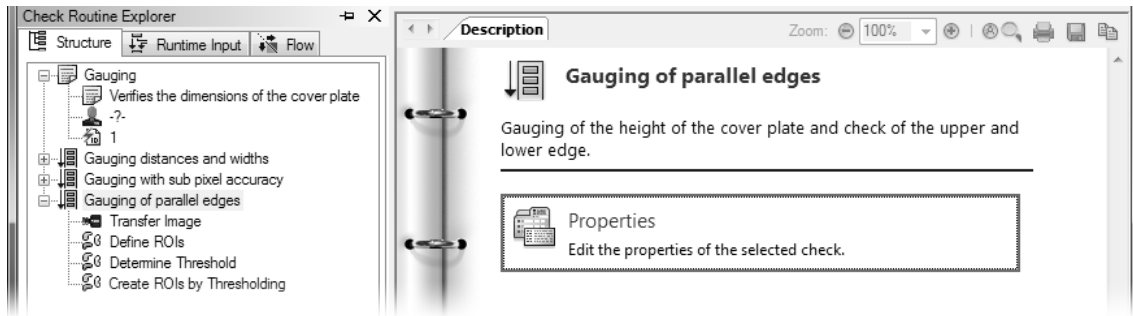 Check Routine Explorer
Structure
Runtime Input
Flow
Gauging
Verifies the dimensions of the cover plate
-?-
1
Gauging distances and widths
Gauging with sub pixel accuracy
Gauging of parallel edges
Transfer Image
Define ROIs
Determine Threshold
Create ROIs by Thresholding
Description
Zoom:
100%
Gauging of parallel edges
Gauging of the height of the cover plate and check of the upper and
lower edge.
Properties
Edit the properties of the selected check.